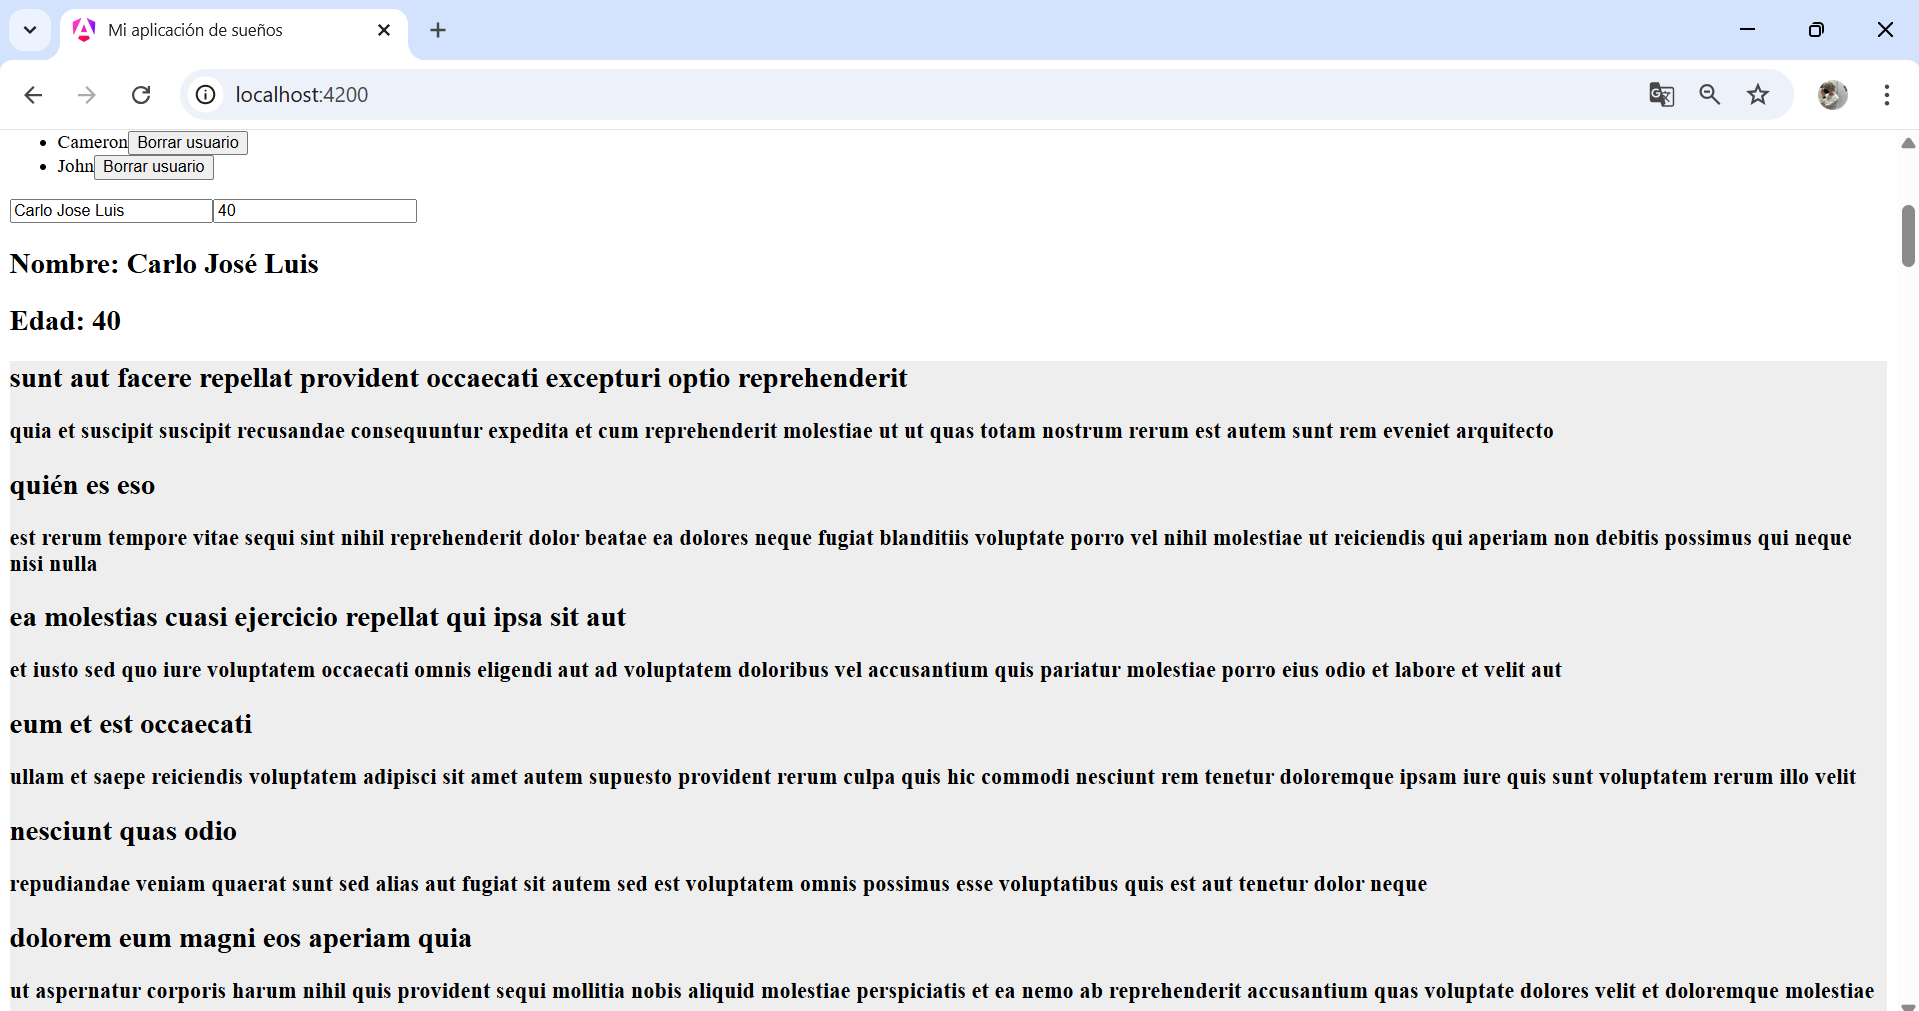 Mi aplicación de sueños
localhost:4200
Cameron Borrar usuario
John Borrar usuario
Carlo Jose Luis 40
Nombre: Carlo José Luis
Edad: 40
sunt aut facere repellat provident occaecati excepturi optio reprehenderit
quia et suscipit suscipit recusandae consequuntur expedita et cum reprehenderit molestiae ut ut quas totam nostrum rerum est autem sunt rem eveniet arquitecto
quién es eso
est rerum tempore vitae sequi sint nihil reprehenderit dolor beatae ea dolores neque fugiat blanditiis voluptate porro vel nihil molestiae ut reiciendis qui aperiam non debitis possimus qui neque
nisi nulla
ea molestias cuasi ejercicio repellat qui ipsa sit aut
et iusto sed quo iure voluptatem occaecati omnis eligendi aut ad voluptatem doloribus vel accusantium quis pariatur molestiae porro eius odio et labore et velit aut
eum et est occaecati
ullam et saepe reiciendis voluptatem adipisci sit amet autem supuesto provident rerum culpa quis hic commodi nesciunt rem tenetur doloremque ipsam iure quis sunt voluptatem rerum illo velit
nesciunt quas odio
repudiandae veniam quaerat sunt sed alias aut fugiat sit autem sed est voluptatem omnis possimus esse voluptatibus quis est aut tenetur dolor neque
dolorem eum magni eos aperiam quia
ut aspernatur corporis harum nihil quis provident sequi mollitia nobis aliquid molestiae perspiciatis et ea nemo ab reprehenderit accusantium quas voluptate dolores velit et doloremque molestiae